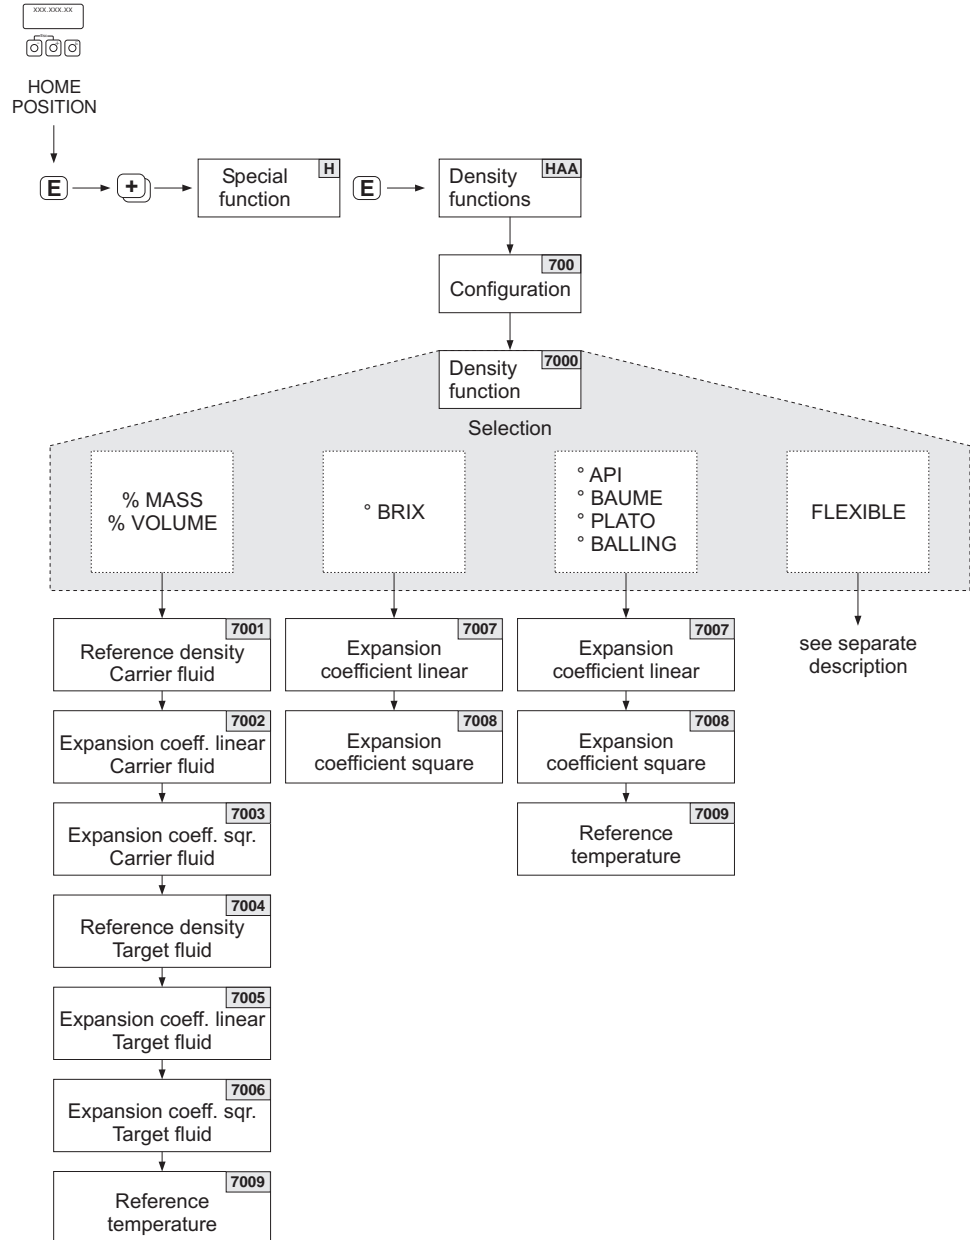 xxx.xxx.xx
HOME
POSITION
E
+
H
Special
function
E
HAA
Density
functions
700
Configuration
7000
Density
function
Selection
% MASS
% VOLUME
° BRIX
° API
° BAUME
° PLATO
° BALLING
FLEXIBLE
7001
Reference density
Carrier fluid
7002
Expansion coeff. linear
Carrier fluid
7003
Expansion coeff. sqr.
Carrier fluid
7004
Reference density
Target fluid
7005
Expansion coeff. linear
Target fluid
7006
Expansion coeff. sqr.
Target fluid
7009
Reference
temperature
7007
Expansion
coefficient linear
7008
Expansion
coefficient square
7007
Expansion
coefficient linear
7008
Expansion
coefficient square
7009
Reference
temperature
see separate
description